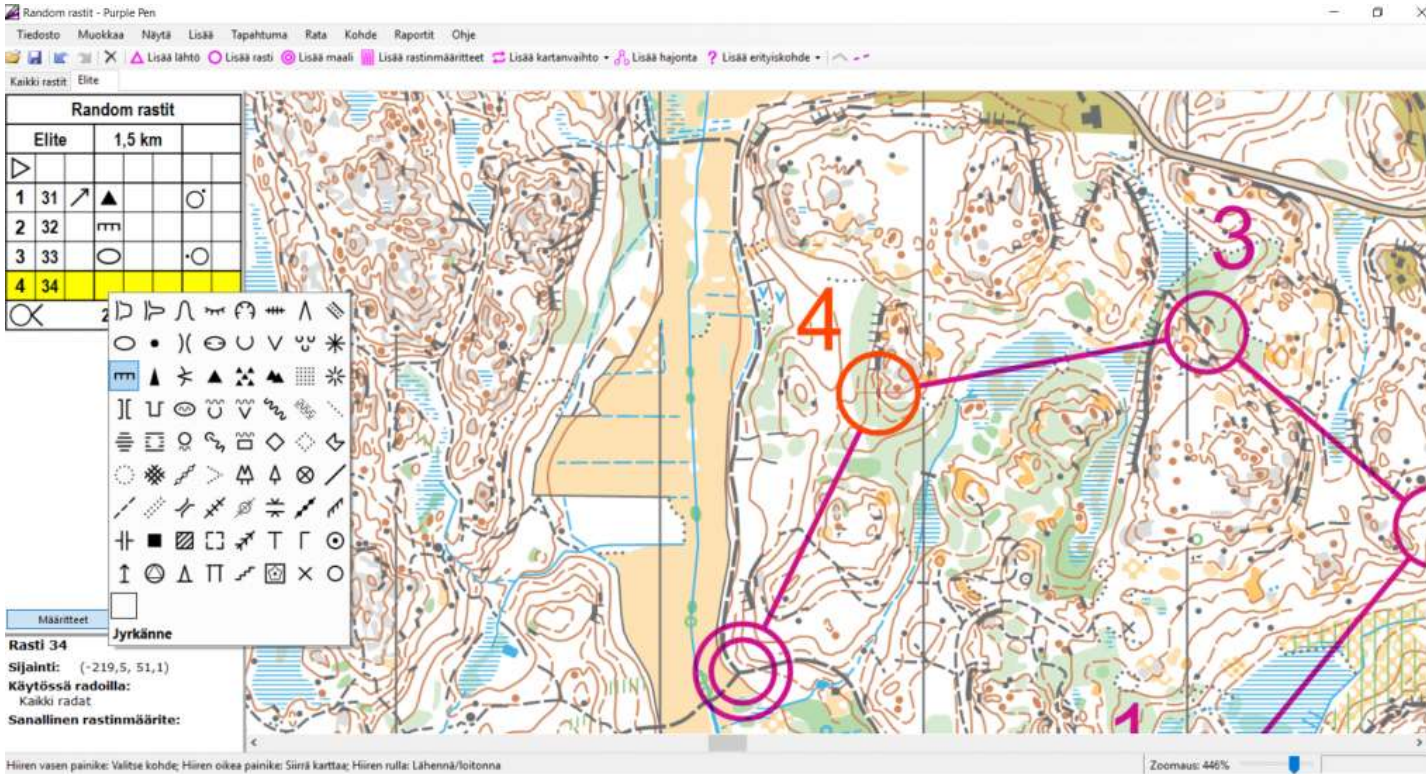 Random rastit - Purple Pen
Tiedosto Muokkaa Näytä Lisää Tapahtuma Rata Kohde Raportit Ohje
Lisää lähtö Lisää rasti Lisää maali Lisää rastinmääritteet Lisää kartanvaihto Lisää hajonta ? Lisää erityiskohde
Kaikki rastit Elite
Random rastit
Elite 1,5 km
1 31
2 32
3 33
4 34
2
Jyrkänne
Määritteet
Rasti 34
Sijainti: (-219,5, 51,1)
Käytössä radoilla:
Kaikki radat
Sanallinen rastinmäärite:
3
4
1
Hiiren vasen painike: Valitse kohde; Hiiren oikea painike: Siirrä karttaa; Hiiren rulla: Lähennä/loitonna
Zoomaus: 446%